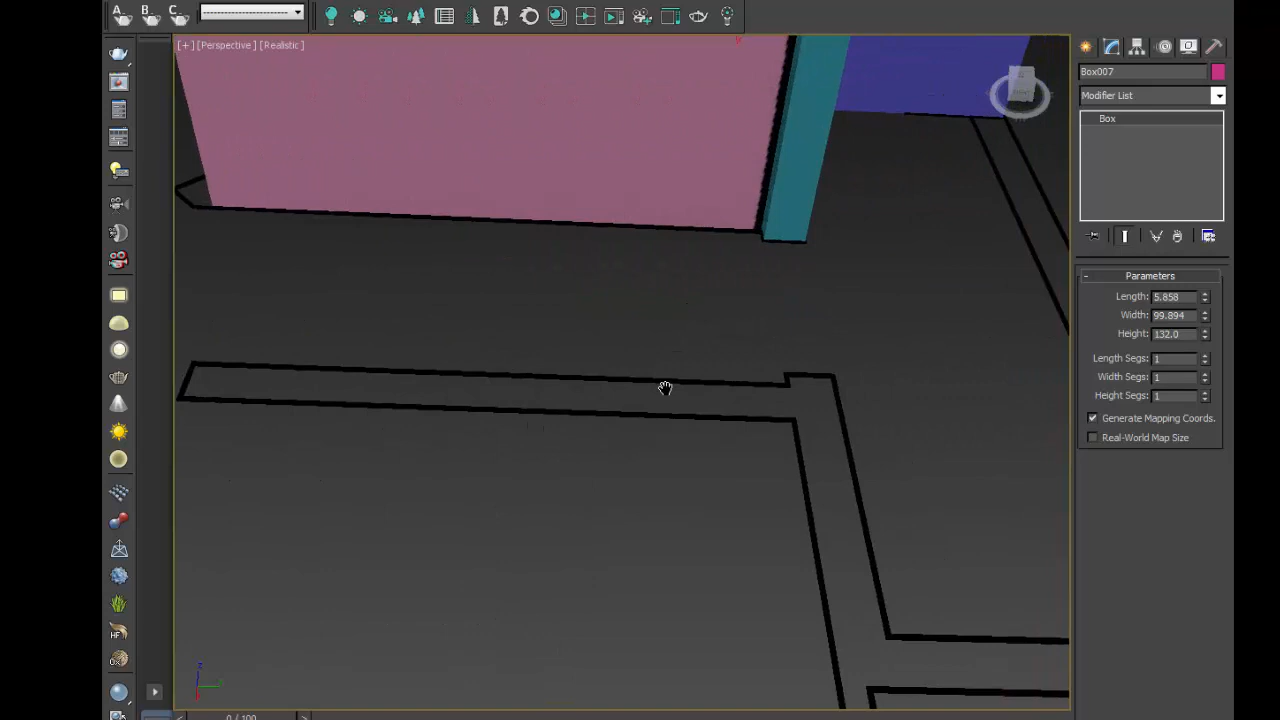 A... B... C...
[+] [Perspective] [Realistic]
Box007
Modifier List
Box
- Parameters
Length: 5.858
Width: 99.894
Height: 132.0
Length Segs: 1
Width Segs: 1
Height Segs: 1
Generate Mapping Coords.
Real-World Map Size
z
HF
0 / 100